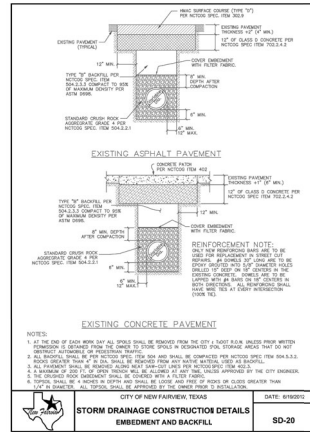 HMAC SURFACE COURSE (TYPE "D")
PER NCTCOG SPEC. ITEM 302.9
EXISTING PAVEMENT
(TYPICAL)
EXISTING PAVEMENT
THICKNESS +2" (4" MIN.)
12" OF CLASS D CONCRETE PER
NCTCOG SPEC ITEM 702.2.4.2
12" MIN.
COVER EMBEDMENT
WITH FILTER FABRIC.
TYPE "B" BACKFILL PER
NCTCOG SPEC. ITEM
504.2.3.2 COMPACT TO 95%
OF MAXIMUM DENSITY PER
ASTM D698.
8" MIN.
DEPTH AFTER
COMPACTION
STANDARD CRUSH ROCK
AGGREGRATE GRADE 4 PER
NCTCOG SPEC. ITEM 504.2.2.1
6" MIN.
12" MAX.
EXISTING ASPHALT PAVEMENT
CONCRETE PATCH
PER NCTCOG ITEM 402
EXISTING PAVEMENT
THICKNESS +1" (6" MIN.)
12" OF CLASS D CONCRETE PER
NCTCOG SPEC ITEM 702.2.4.2
TYPE "B" BACKFILL PER
NCTCOG SPEC. ITEM
504.2.3.2 COMPACT TO 95%
OF MAXIMUM DENSITY PER
ASTM D698.
12" MIN.
COVER EMBEDMENT
WITH FILTER FABRIC.
8" MIN. DEPTH
AFTER COMPACTION
STANDARD CRUSH ROCK
AGGREGRATE GRADE 4 PER
NCTCOG SPEC. ITEM 504.2.2.1
6" MIN.
6" MIN.
12" MAX.
REINFORCEMENT NOTE:
ONLY NEW REINFORCING BARS ARE TO BE
USED FOR REPLACEMENT IN STREET CUT
REPAIRS. #4 DOWELS 30" LONG ARE TO BE
EPOXY GROUTED INTO 5/8" DIAMETER HOLES
DRILLED 15" DEEP ON 18" CENTERS IN THE
EXISTING CONCRETE. DOWELS ARE TO BE
LAPPED WITH #4 BARS ON 18" CENTERS IN
BOTH DIRECTIONS. ALL REINFORCING SHALL
HAVE WIRE TIES AT EVERY INTERSECTION
(100% TIE).
EXISTING CONCRETE PAVEMENT
NOTES:
1. AT THE END OF EACH WORK DAY ALL SPOILS SHALL BE REMOVED FROM THE CITY & TXDOT R.O.W. UNLESS PRIOR WRITTEN
PERMISSION IS OBTAINED FROM THE OWNER TO STORE SPOILS IN DESIGNATED SPOIL STORAGE AREAS THAT DO NOT
OBSTRUCT AUTOMOBILE OR PEDESTRIAN TRAFFIC.
2. ALL BACKFILL SHALL BE PER NCTCOG SPEC. ITEM 504 AND SHALL BE COMPACTED PER NCTCOG SPEC. ITEM 504.5.3.2.
ROCKS GREATER THAN 4" IN DIA. SHALL BE REMOVED FROM ANY NATIVE MATERIAL USED AS BACKFILL.
3. ALL PAVEMENT SHALL BE REMOVED ALONG NEAT SAW-CUT LINES PER NCTCOG SPEC ITEM 402.3.
4. A MAXIMUM OF 200 FT. OF OPEN TRENCH WILL BE ALLOWED AT ANY TIME, UNLESS APPROVED BY THE CITY ENGINEER.
5. THE CRUSHED ROCK EMBEDMENT SHALL BE COVERED WITH A FILTER FABRIC.
6. TOPSOIL SHALL BE 4 INCHES IN DEPTH AND SHALL BE LOOSE AND FREE OF ROCKS OR CLODS GREATER THAN
1/4" IN DIAMETER. ALL TOPSOIL SHALL BE APPROVED BY THE OWNER PRIOR TO INSTALLATION.
CITY OF NEW FAIRVIEW, TEXAS
DATE: 6/19/2012
STORM DRAINAGE CONSTRUCTION DETAILS
EMBEDMENT AND BACKFILL
SD-20